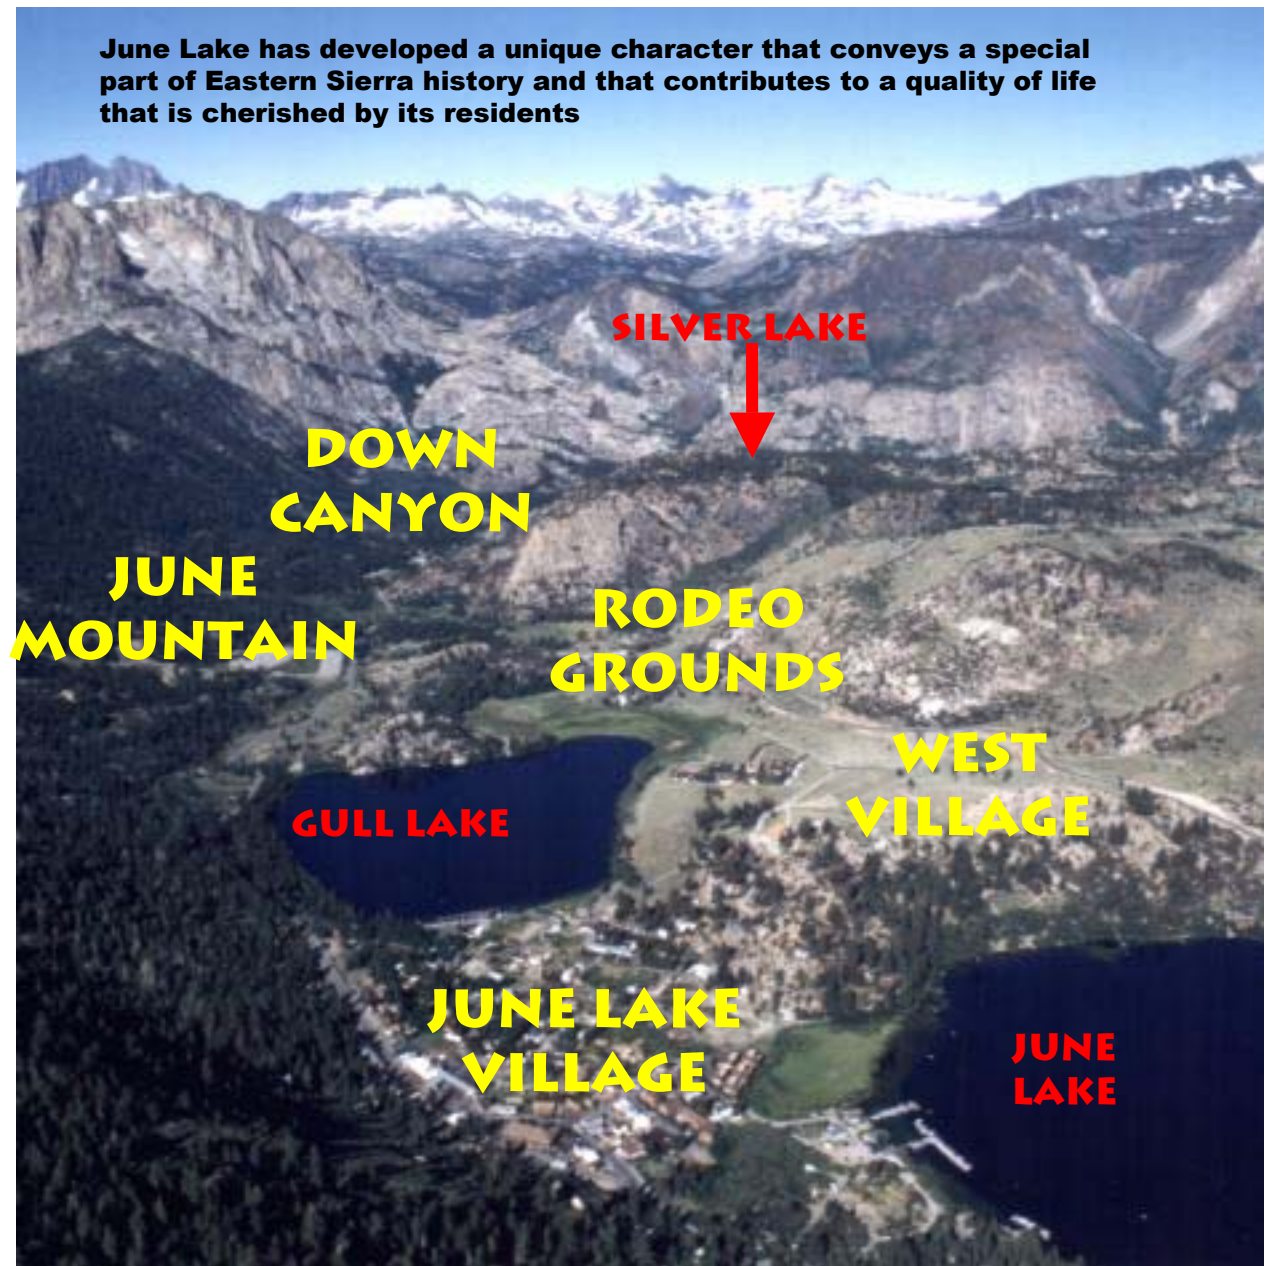 June Lake has developed a unique character that conveys a special
part of Eastern Sierra history and that contributes to a quality of life
that is cherished by its residents
SILVER LAKE
DOWN
CANYON
JUNE
MOUNTAIN
RODEO
GROUNDS
WEST
VILLAGE
GULL LAKE
JUNE LAKE
VILLAGE
JUNE
LAKE